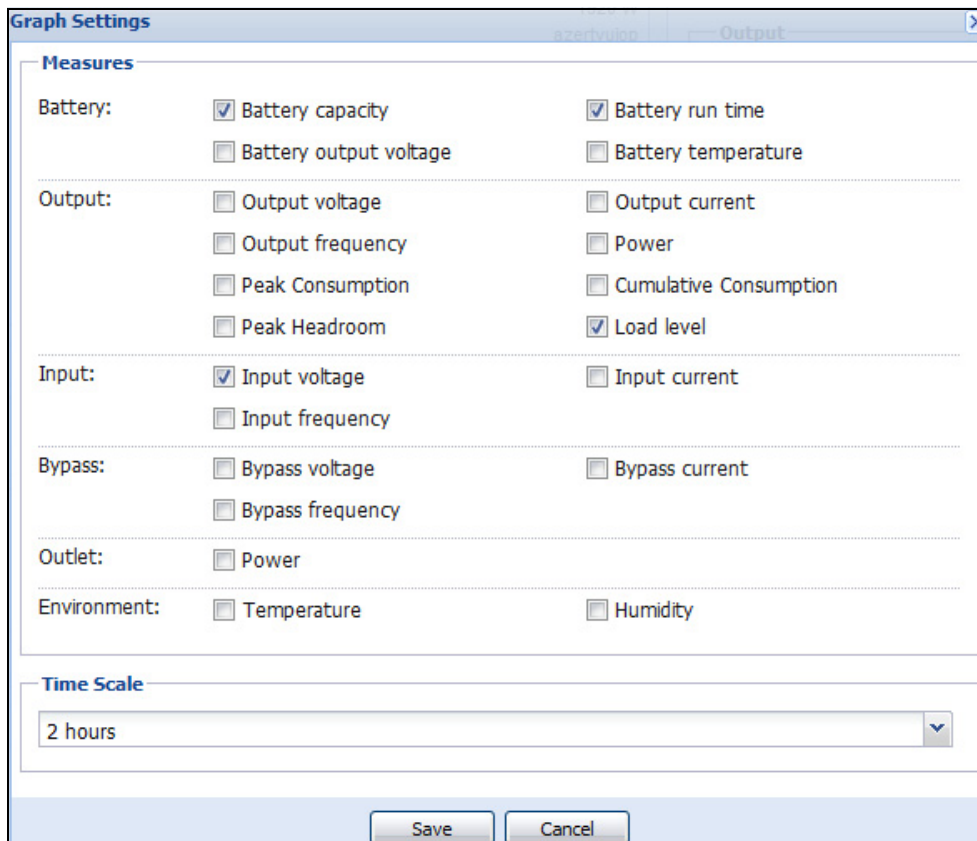 Graph Settings
azertyuiop
Output
Measures
Battery: Battery capacity Battery run time
Battery output voltage Battery temperature
Output: Output voltage Output current
Output frequency Power
Peak Consumption Cumulative Consumption
Peak Headroom Load level
Input: Input voltage Input current
Input frequency
Bypass: Bypass voltage Bypass current
Bypass frequency
Outlet: Power
Environment: Temperature Humidity
Time Scale
2 hours
Save Cancel